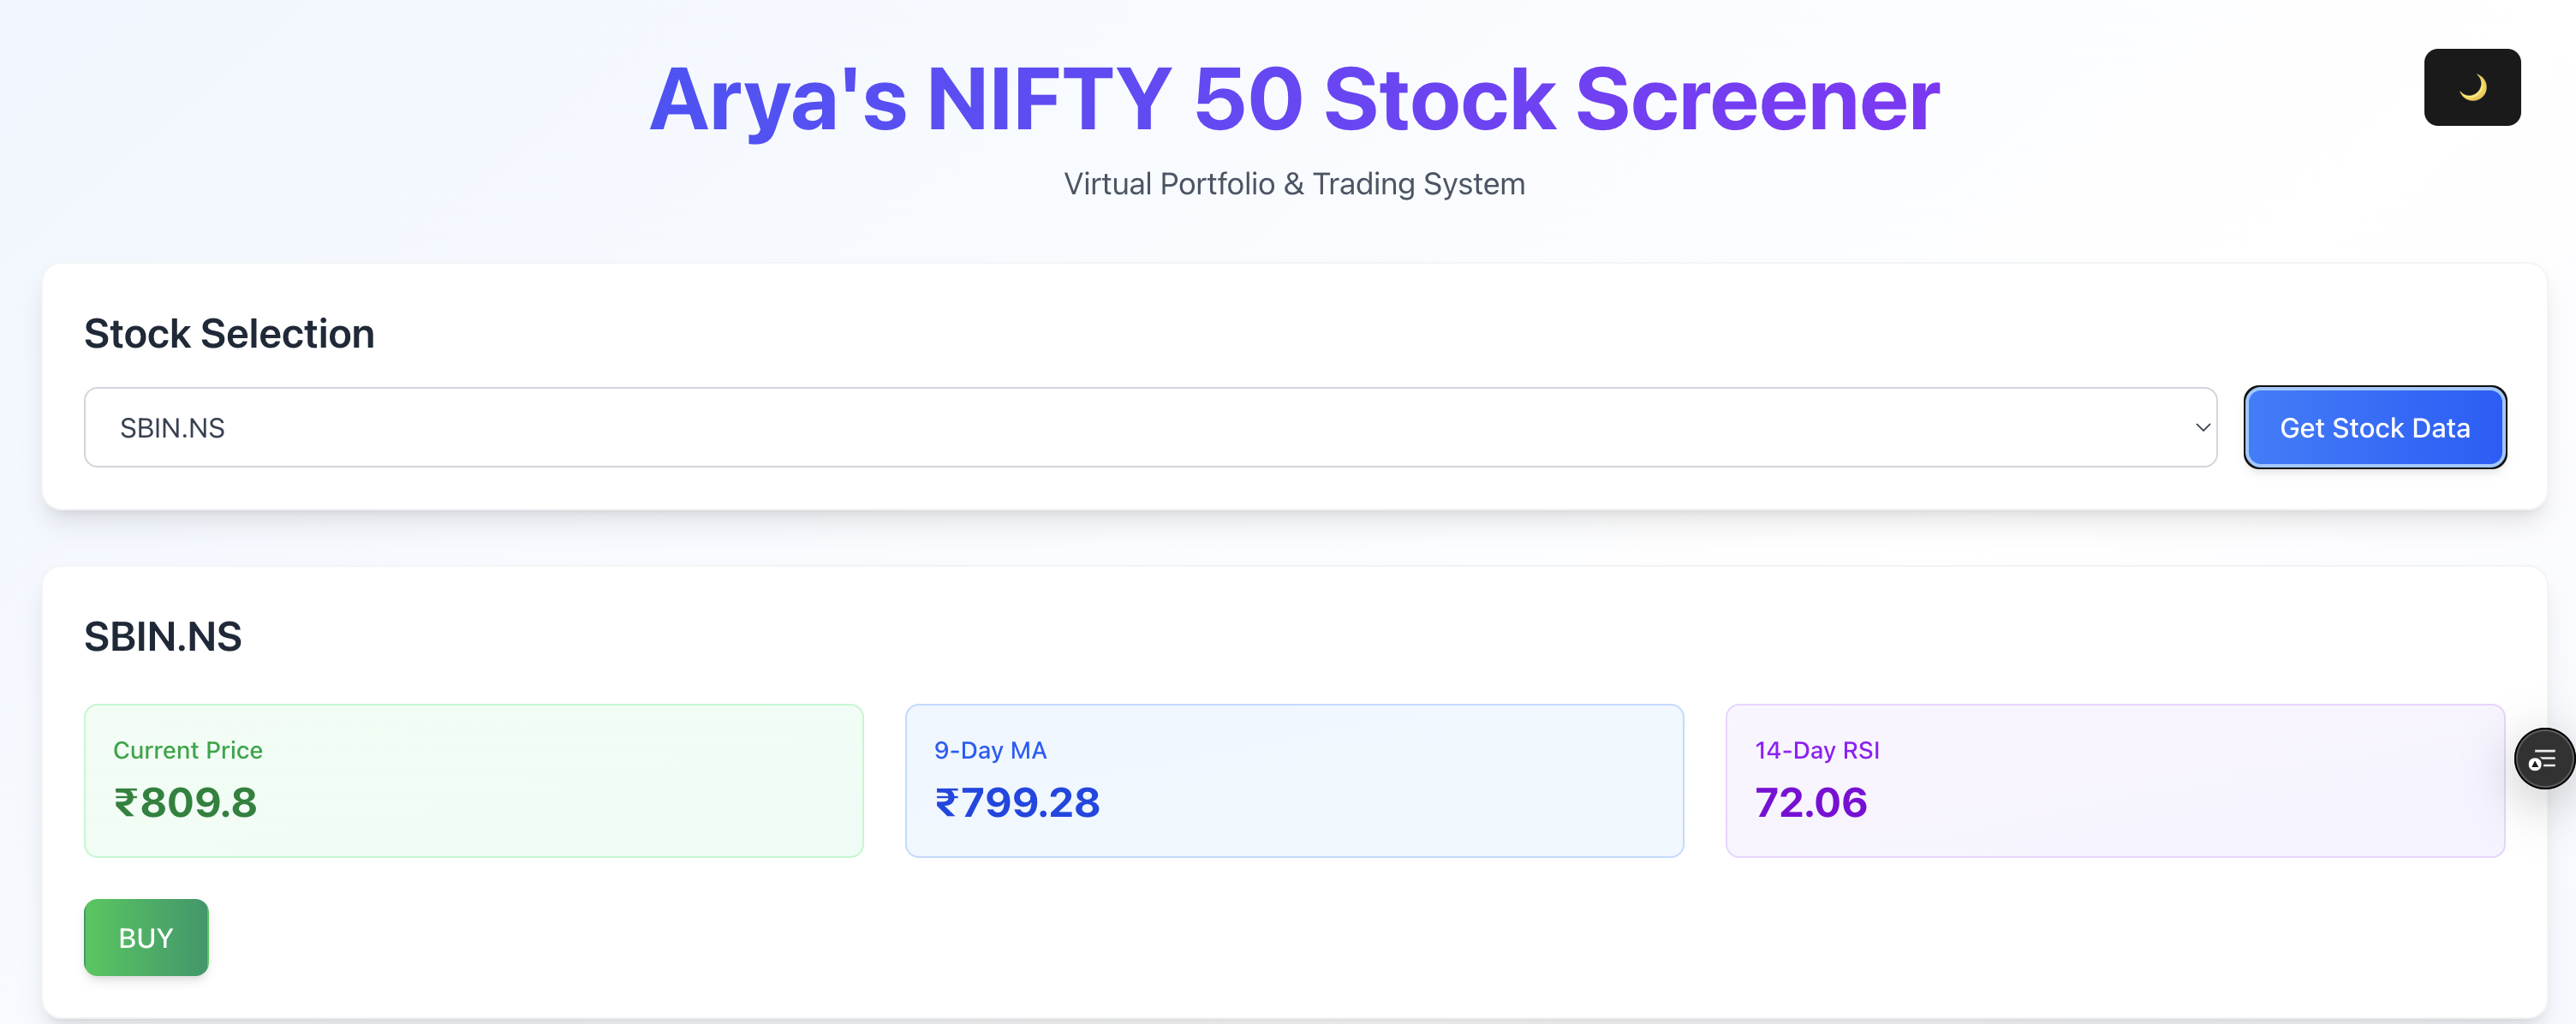 Arya's NIFTY 50 Stock Screener
Virtual Portfolio & Trading System
Stock Selection
SBIN.NS
Get Stock Data
SBIN.NS
Current Price
₹809.8
9-Day MA
₹799.28
14-Day RSI
72.06
BUY